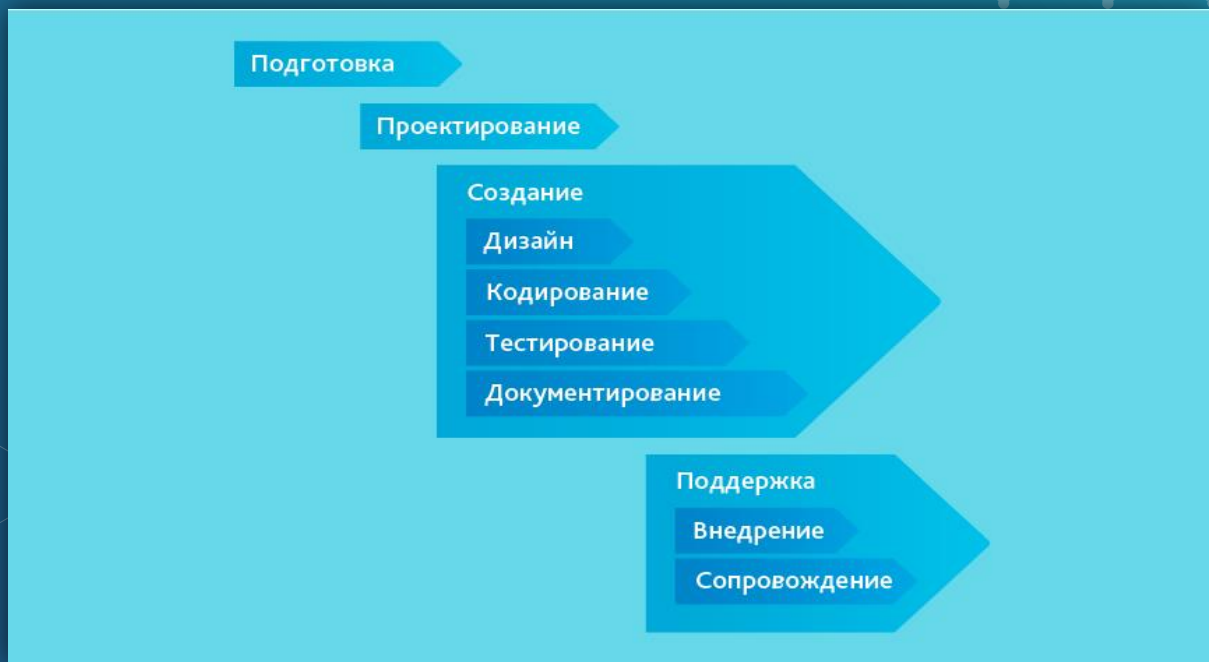 Подготовка
Проектирование
Создание
Дизайн
Кодирование
Тестирование
Документирование
Поддержка
Внедрение
Сопровождение